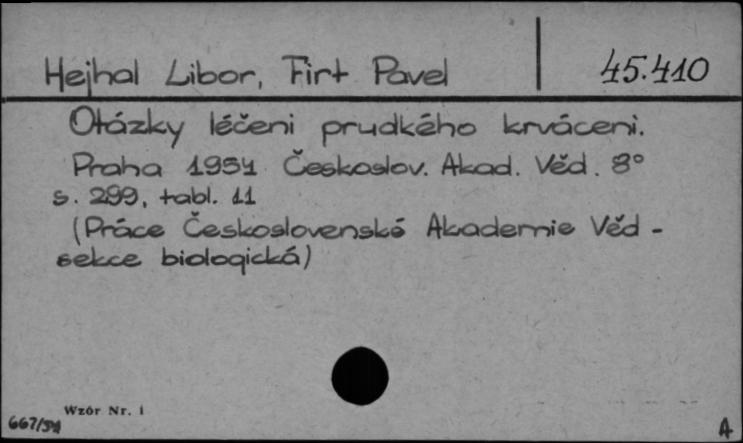 Hejhal Libor, Firt Pavel 45.410
Otázky léčeni prudkého krváceni.
Praha 1954 Českoslov. Akad. Věd. 8°
s. 299, tabl. 11
(Práce Československé Akademie Věd -
sekce biologická)
Wzór Nr. 1
667/54
A